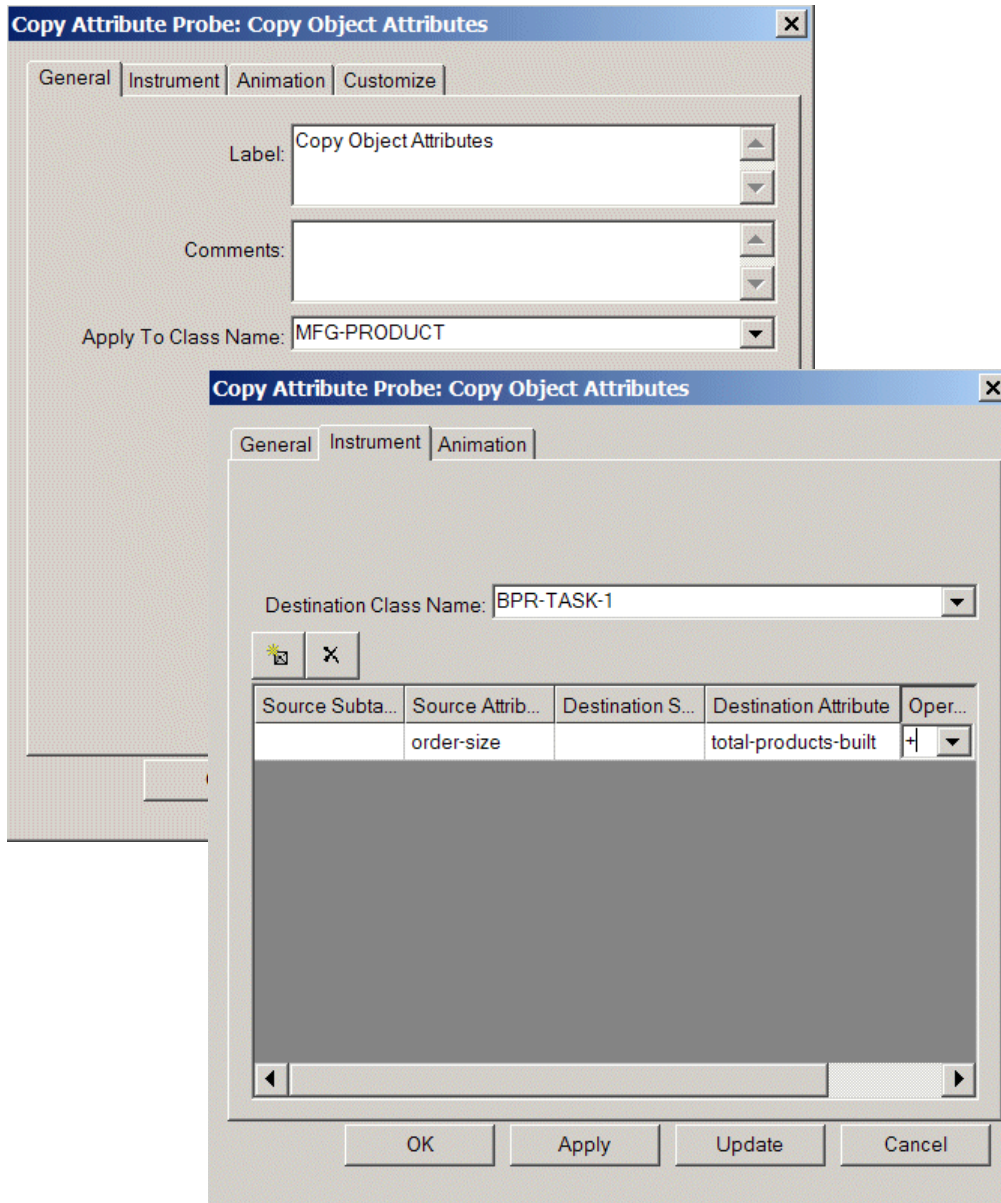 Copy Attribute Probe: Copy Object Attributes
General Instrument Animation Customize
Label: Copy Object Attributes
Comments:
Apply To Class Name: MFG-PRODUCT
Copy Attribute Probe: Copy Object Attributes
General Instrument Animation
Destination Class Name: BPR-TASK-1
Source Subta... Source Attrib... Destination S... Destination Attribute Oper...
order-size total-products-built +
OK Apply Update Cancel